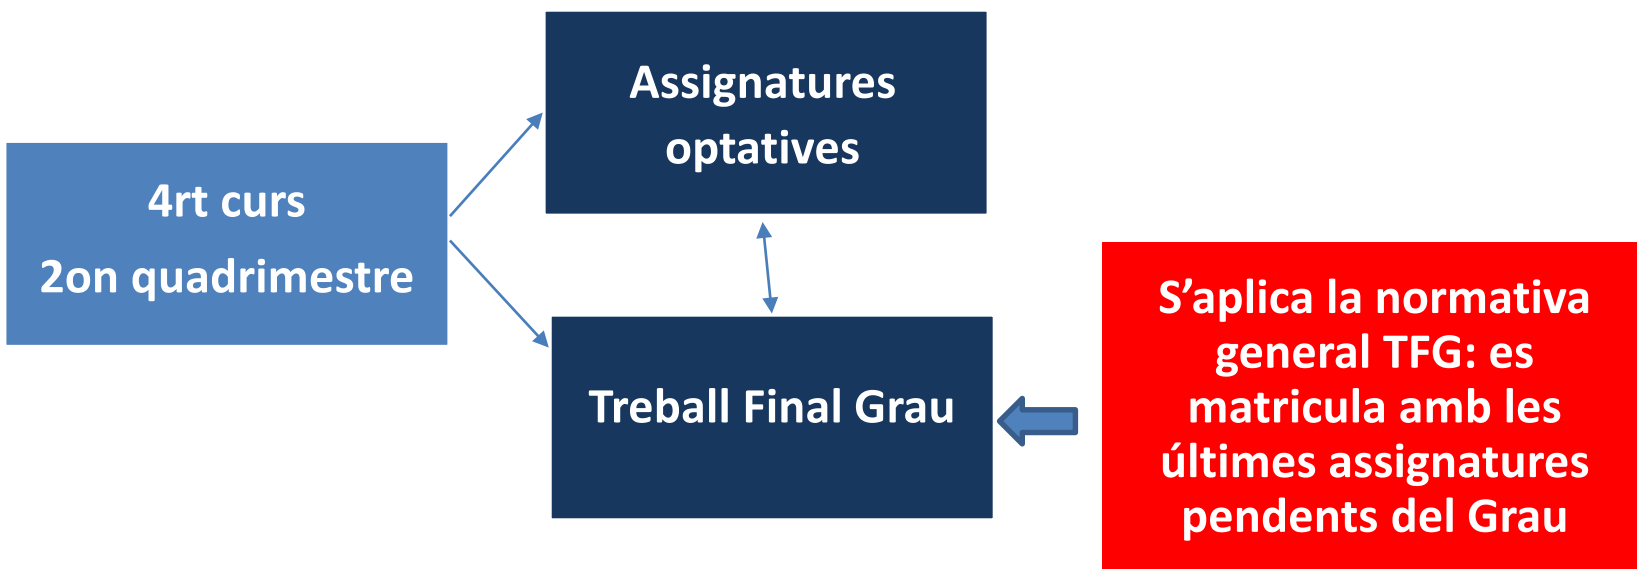 Assignatures
optatives
4rt curs
2on quadrimestre
Treball Final Grau
S’aplica la normativa
general TFG: es
matricula amb les
últimes assignatures
pendents del Grau